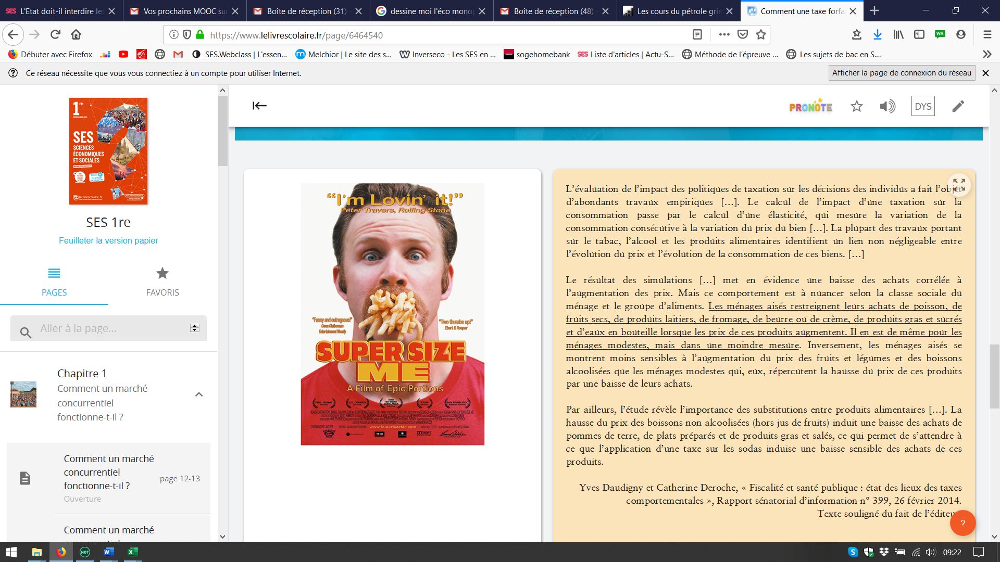 L'Etat doit-il interdire les
Vos prochains MOOC sur
Boîte de réception (31)
dessine moi l'éco monop
Boîte de réception (48)
Les cours du pétrole grim
Comment une taxe forfa
https://www.lelivrescolaire.fr/page/6464540
Débuter avec Firefox
SES.Webclass | L'essen...
Melchior | Le site des s...
Inverseco - Les SES en ...
sogehomebank
SES Liste d'articles | Actu-S...
Méthode de l'épreuve ...
Les sujets de bac en S....
Ce réseau nécessite que vous vous connectiez à un compte pour utiliser Internet.
Afficher la page de connexion du réseau
PRONOTE
DYS
1re
SES
SCIENCES
ÉCONOMIQUES
ET SOCIALES
lelivrescolaire.fr
SES 1re
Feuilleter la version papier
PAGES
FAVORIS
Aller à la page...
Chapitre 1
Comment un marché
concurrentiel
fonctionne-t-il ?
Comment un marché
concurrentiel
fonctionne-t-il ?
page 12-13
Ouverture
Comment un marché
"I'm Lovin' it!"
Peter Travers, Rolling Stone
"Funny and outrageous!"
Owen Gleiberman
Entertainment Weekly
"Two thumbs up!"
Ebert & Roeper
SUPER SIZE
ME
A Film of Epic Portions
www.SuperSizeMe.com
L'évaluation de l'impact des politiques de taxation sur les décisions des individus a fait l'objet
d'abondants travaux empiriques [...]. Le calcul de l'impact d'une taxation sur la
consommation passe par le calcul d'une élasticité, qui mesure la variation de la
consommation consécutive à la variation du prix du bien [...]. La plupart des travaux portant
sur le tabac, l'alcool et les produits alimentaires identifient un lien non négligeable entre
l'évolution du prix et l'évolution de la consommation de ces biens. [...]
Le résultat des simulations [...] met en évidence une baisse des achats corrélée à
l'augmentation des prix. Mais ce comportement est à nuancer selon la classe sociale du
ménage et le groupe d'aliments. Les ménages aisés restreignent leurs achats de poisson, de
fruits secs, de produits laitiers, de fromage, de beurre ou de crème, de produits gras et sucrés
et d'eaux en bouteille lorsque les prix de ces produits augmentent. Il en est de même pour les
ménages modestes, mais dans une moindre mesure. Inversement, les ménages aisés se
montrent moins sensibles à l'augmentation du prix des fruits et légumes et des boissons
alcoolisées que les ménages modestes qui, eux, répercutent la hausse du prix de ces produits
par une baisse de leurs achats.
Par ailleurs, l'étude révèle l'importance des substitutions entre produits alimentaires [...]. La
hausse du prix des boissons non alcoolisées (hors jus de fruits) induit une baisse des achats de
pommes de terre, de plats préparés et de produits gras et salés, ce qui permet de s'attendre à
ce que l'application d'une taxe sur les sodas induise une baisse sensible des achats de ces
produits.
Yves Daudigny et Catherine Deroche, « Fiscalité et santé publique : état des lieux des taxes
comportementales », Rapport sénatorial d'information n° 399, 26 février 2014.
Texte souligné du fait de l'éditeu
?
09:22